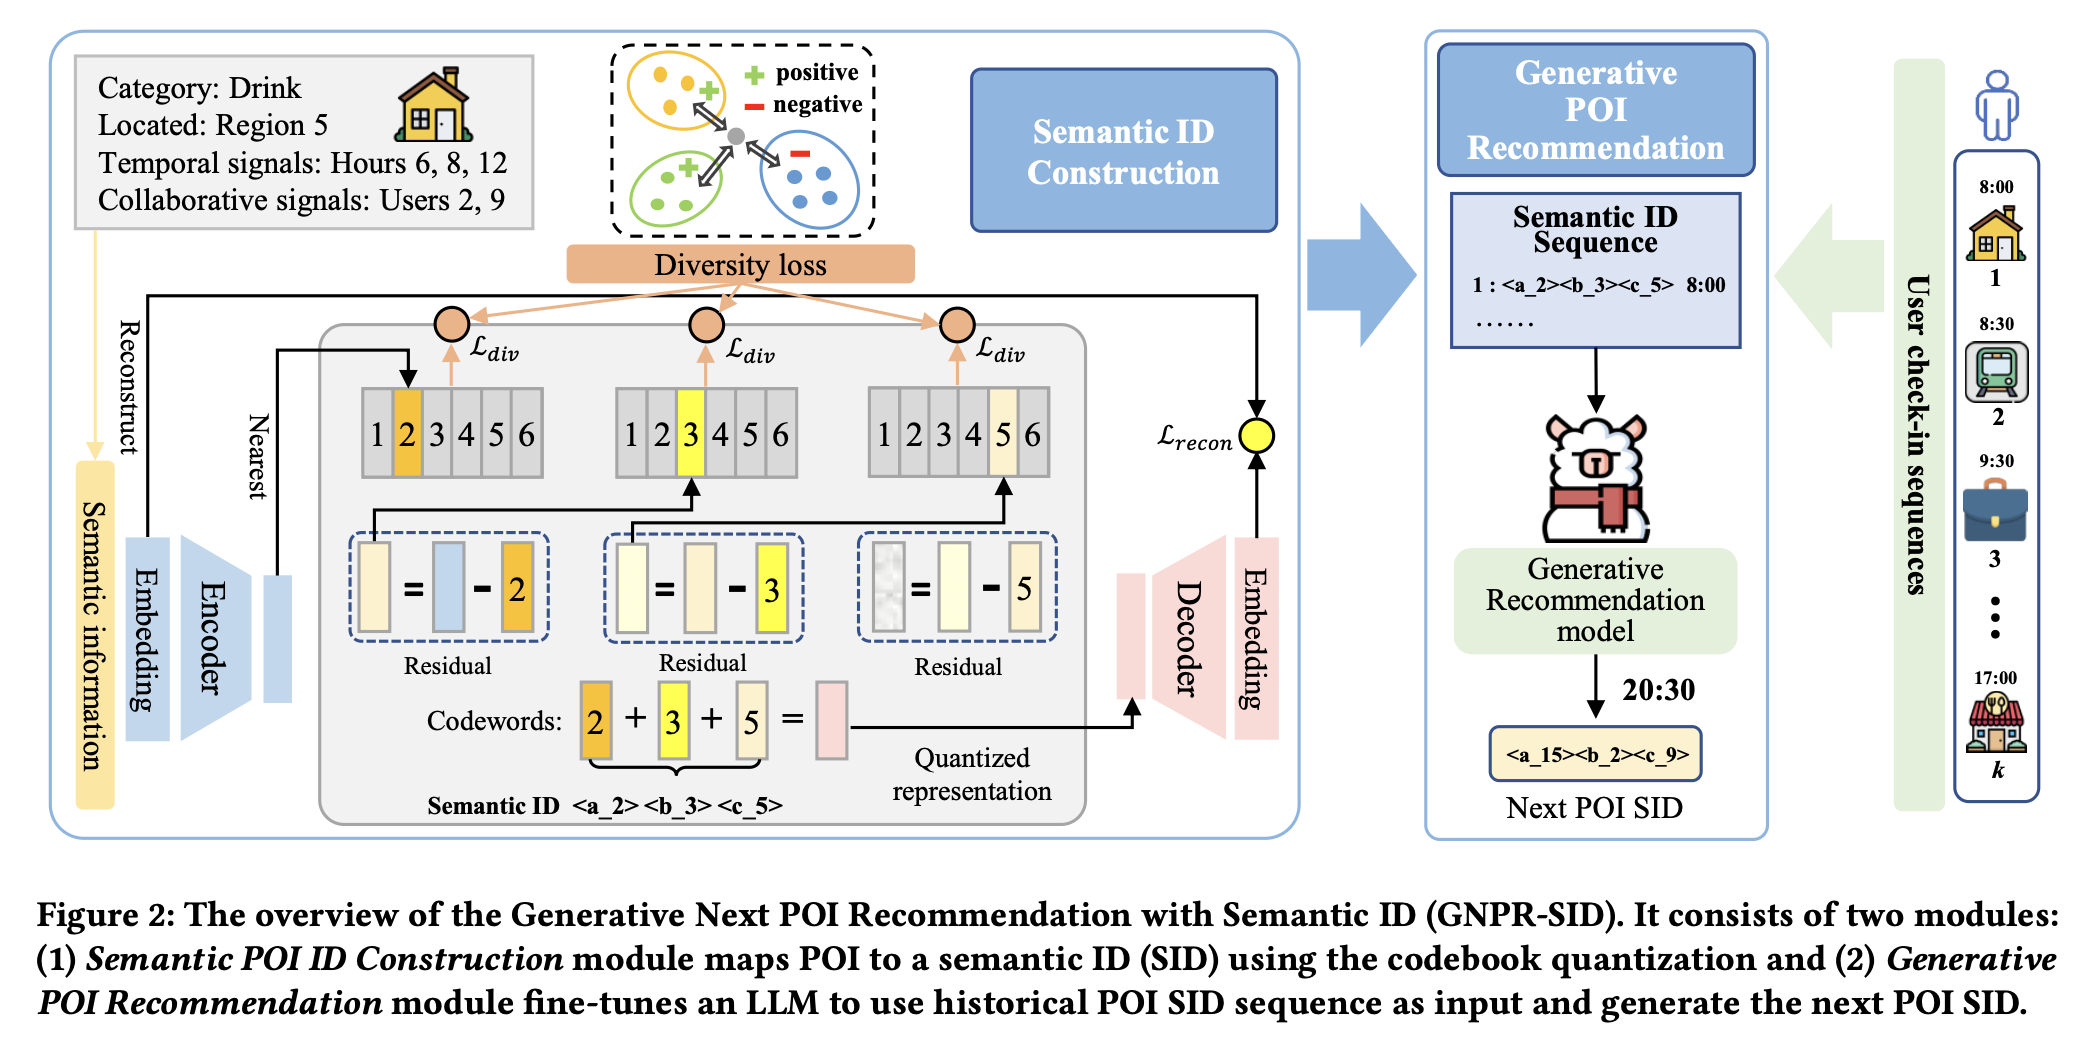 Category: Drink
Located: Region 5
Temporal signals: Hours 6, 8, 12
Collaborative signals: Users 2, 9
positive
negative
Semantic ID
Construction
Diversity loss
Reconstruct
Nearest
ℒdiv
ℒdiv
ℒdiv
1 2 3 4 5 6
1 2 3 4 5 6
1 2 3 4 5 6
ℒrecon
Semantic information
Embedding
Encoder
= - 2
= - 3
= - 5
Residual
Residual
Residual
Codewords: 2 + 3 + 5 =
Semantic ID <a_2> <b_3> <c_5>
Quantized
representation
Decoder
Embedding
Generative
POI
Recommendation
Semantic ID
Sequence
1 : <a_2><b_3><c_5> 8:00
......
Generative
Recommendation
model
20:30
<a_15><b_2><c_9>
Next POI SID
User check-in sequences
8:00
1
8:30
2
9:30
3
17:00
k
Figure 2: The overview of the Generative Next POI Recommendation with Semantic ID (GNPR-SID). It consists of two modules:
(1) Semantic POI ID Construction module maps POI to a semantic ID (SID) using the codebook quantization and (2) Generative
POI Recommendation module fine-tunes an LLM to use historical POI SID sequence as input and generate the next POI SID.